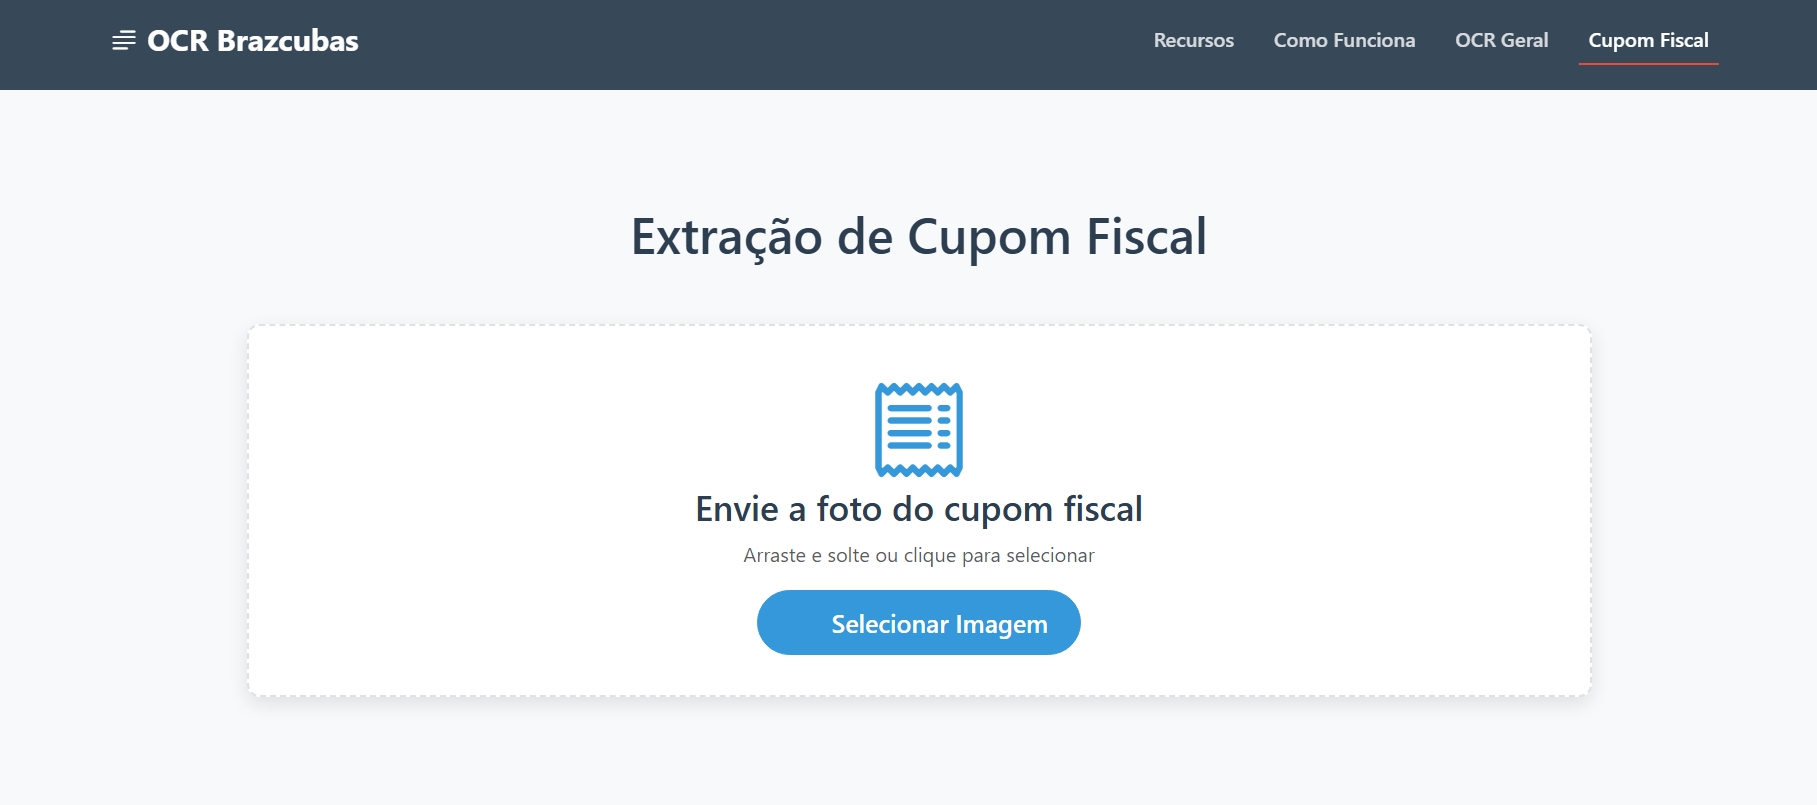 OCR Brazcubas
Recursos
Como Funciona
OCR Geral
Cupom Fiscal
Extração de Cupom Fiscal
Envie a foto do cupom fiscal
Arraste e solte ou clique para selecionar
Selecionar Imagem